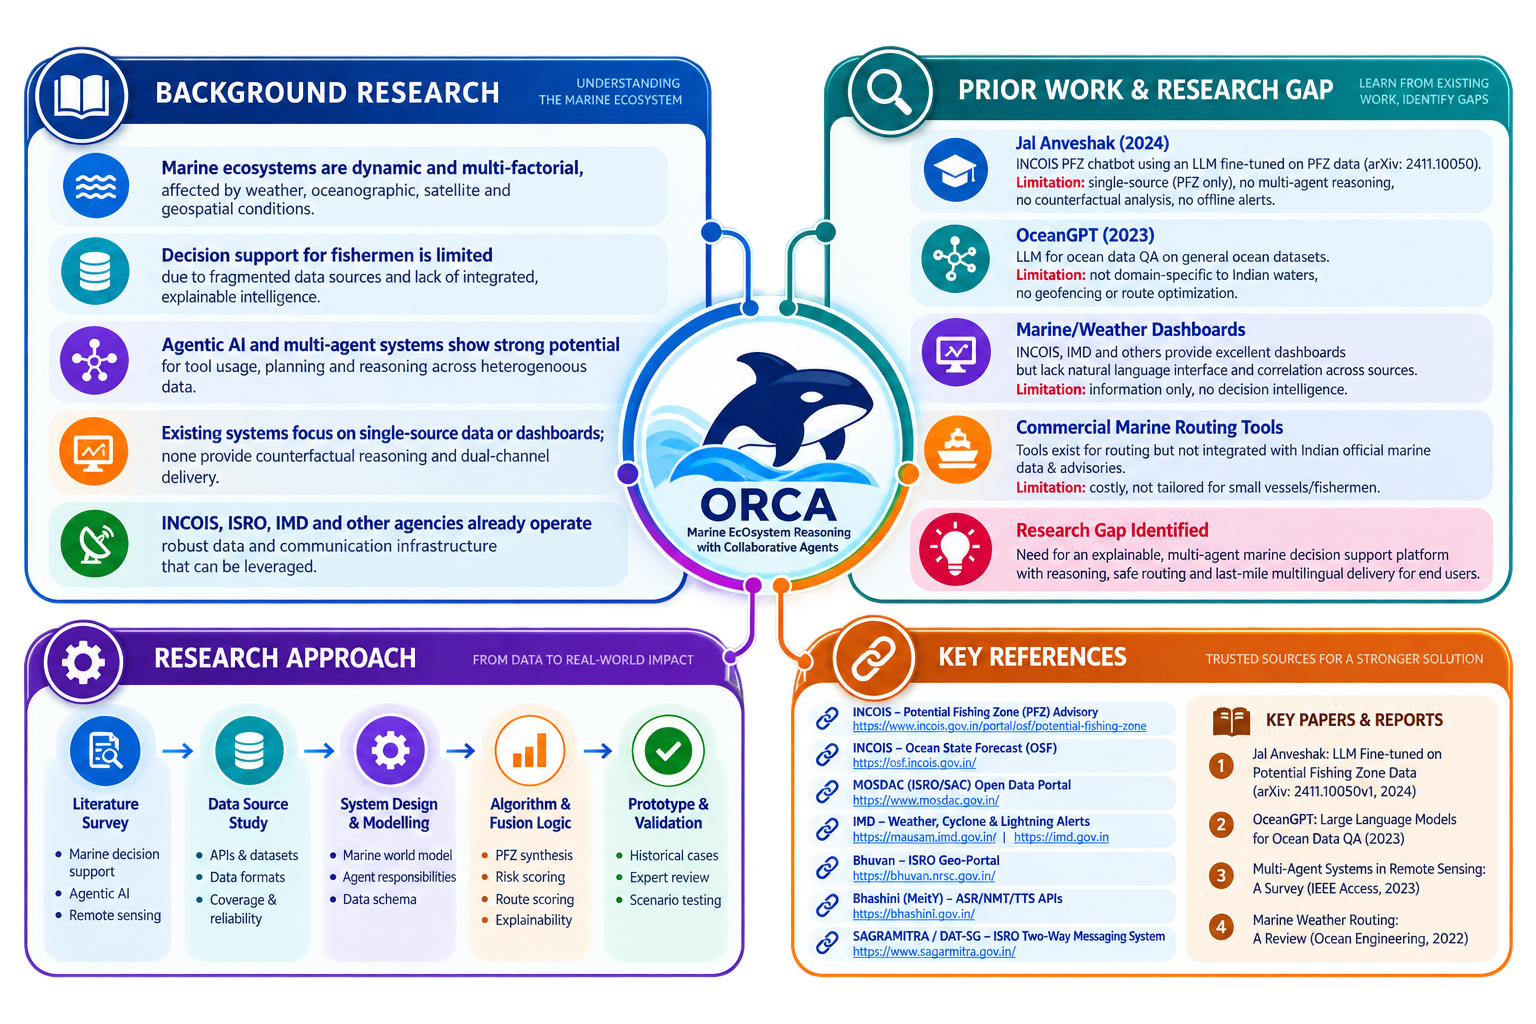 BACKGROUND RESEARCH
UNDERSTANDING
THE MARINE ECOSYSTEM
Marine ecosystems are dynamic and multi-factorial,
affected by weather, oceanographic, satellite and
geospatial conditions.
Decision support for fishermen is limited
due to fragmented data sources and lack of integrated,
explainable intelligence.
Agentic AI and multi-agent systems show strong potential
for tool usage, planning and reasoning across heterogenous
data.
Existing systems focus on single-source data or dashboards;
none provide counterfactual reasoning and dual-channel
delivery.
INCOIS, ISRO, IMD and other agencies already operate
robust data and communication infrastructure
that can be leveraged.
PRIOR WORK & RESEARCH GAP
LEARN FROM EXISTING
WORK, IDENTIFY GAPS
Jal Anveshak (2024)
INCOIS PFZ chatbot using an LLM fine-tuned on PFZ data (arXiv: 2411.10050).
Limitation: single-source (PFZ only), no multi-agent reasoning,
no counterfactual analysis, no offline alerts.
OceanGPT (2023)
LLM for ocean data QA on general ocean datasets.
Limitation: not domain-specific to Indian waters,
no geofencing or route optimization.
Marine/Weather Dashboards
INCOIS, IMD and others provide excellent dashboards
but lack natural language interface and correlation across sources.
Limitation: information only, no decision intelligence.
Commercial Marine Routing Tools
Tools exist for routing but not integrated with Indian official marine
data & advisories.
Limitation: costly, not tailored for small vessels/fishermen.
Research Gap Identified
Need for an explainable, multi-agent marine decision support platform
with reasoning, safe routing and last-mile multilingual delivery for end users.
ORCA
Marine EcOsystem Reasoning
with Collaborative Agents
RESEARCH APPROACH
FROM DATA TO REAL-WORLD IMPACT
Literature
Survey
• Marine decision
support
• Agentic AI
• Remote sensing
Data Source
Study
• APIs & datasets
• Data formats
• Coverage &
reliability
System Design
& Modelling
• Marine world model
• Agent responsibilities
• Data schema
Algorithm &
Fusion Logic
• PFZ synthesis
• Risk scoring
• Route scoring
• Explainability
Prototype &
Validation
• Historical cases
• Expert review
• Scenario testing
KEY REFERENCES
TRUSTED SOURCES FOR A STRONGER SOLUTION
INCOIS – Potential Fishing Zone (PFZ) Advisory
https://www.incois.gov.in/portal/osf/potential-fishing-zone
INCOIS – Ocean State Forecast (OSF)
https://osf.incois.gov.in/
MOSDAC (ISRO/SAC) Open Data Portal
https://www.mosdac.gov.in/
IMD – Weather, Cyclone & Lightning Alerts
https://mausam.imd.gov.in/ | https://imd.gov.in
Bhuvan – ISRO Geo-Portal
https://bhuvan.nrsc.gov.in/
Bhashini (MeitY) – ASR/NMT/TTS APIs
https://bhashini.gov.in/
SAGRAMITRA / DAT-SG – ISRO Two-Way Messaging System
https://www.sagarmitra.gov.in/
KEY PAPERS & REPORTS
1 Jal Anveshak: LLM Fine-tuned on
Potential Fishing Zone Data
(arXiv: 2411.10050v1, 2024)
2 OceanGPT: Large Language Models
for Ocean Data QA (2023)
3 Multi-Agent Systems in Remote Sensing:
A Survey (IEEE Access, 2023)
4 Marine Weather Routing:
A Review (Ocean Engineering, 2022)